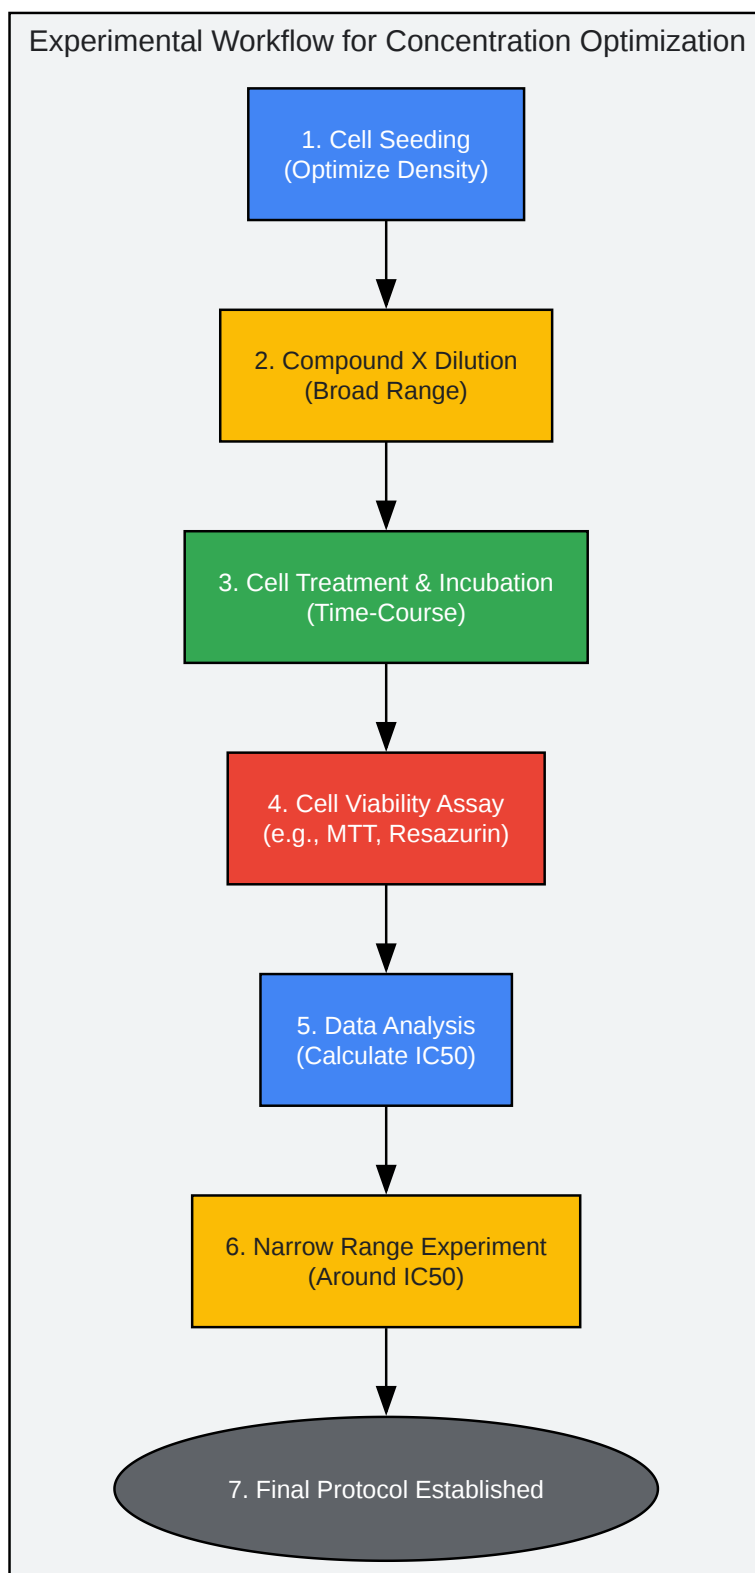 Experimental Workflow for Concentration Optimization
1. Cell Seeding
(Optimize Density)
2. Compound X Dilution
(Broad Range)
3. Cell Treatment & Incubation
(Time-Course)
4. Cell Viability Assay
(e.g., MTT, Resazurin)
5. Data Analysis
(Calculate IC50)
6. Narrow Range Experiment
(Around IC50)
7. Final Protocol Established